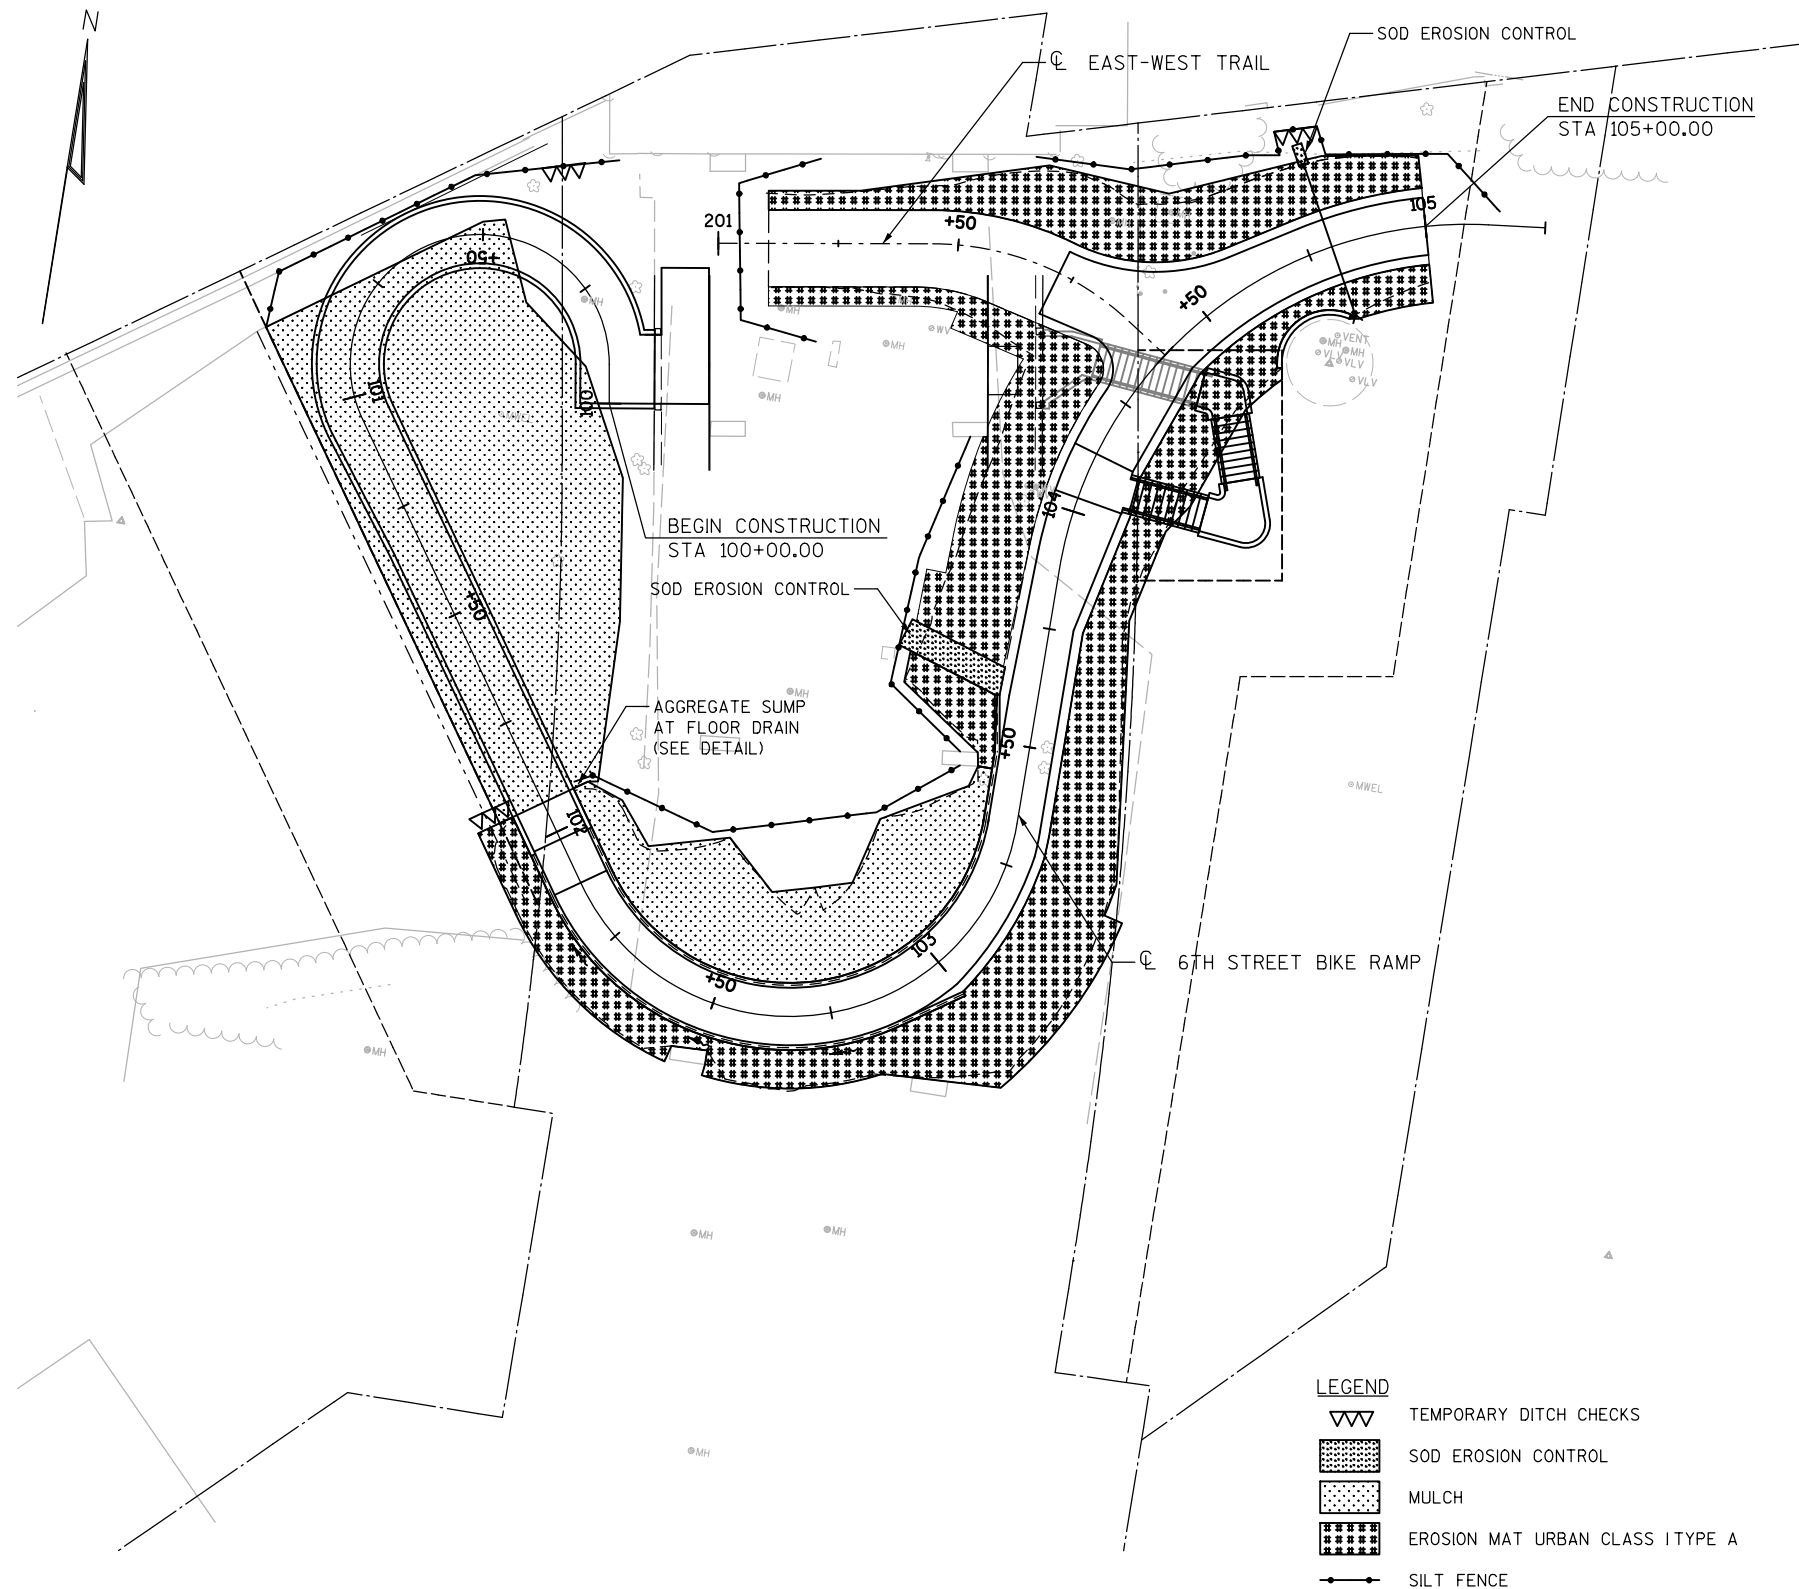 N
SOD EROSION CONTROL
℄ EAST-WEST TRAIL
END CONSTRUCTION
STA 105+00.00
105
201
+50
+50
+50
MH
MH
WV
MH
VENT
MH
VLV
MH
VLV
VLV
101
100
MH
MWEL
104
BEGIN CONSTRUCTION
STA 100+00.00
SOD EROSION CONTROL
+50
MH
AGGREGATE SUMP
AT FLOOR DRAIN
(SEE DETAIL)
+50
MWEL
102
103
℄ 6TH STREET BIKE RAMP
+50
MH
MH
MH
MH
LEGEND
TEMPORARY DITCH CHECKS
SOD EROSION CONTROL
MULCH
EROSION MAT URBAN CLASS I TYPE A
SILT FENCE